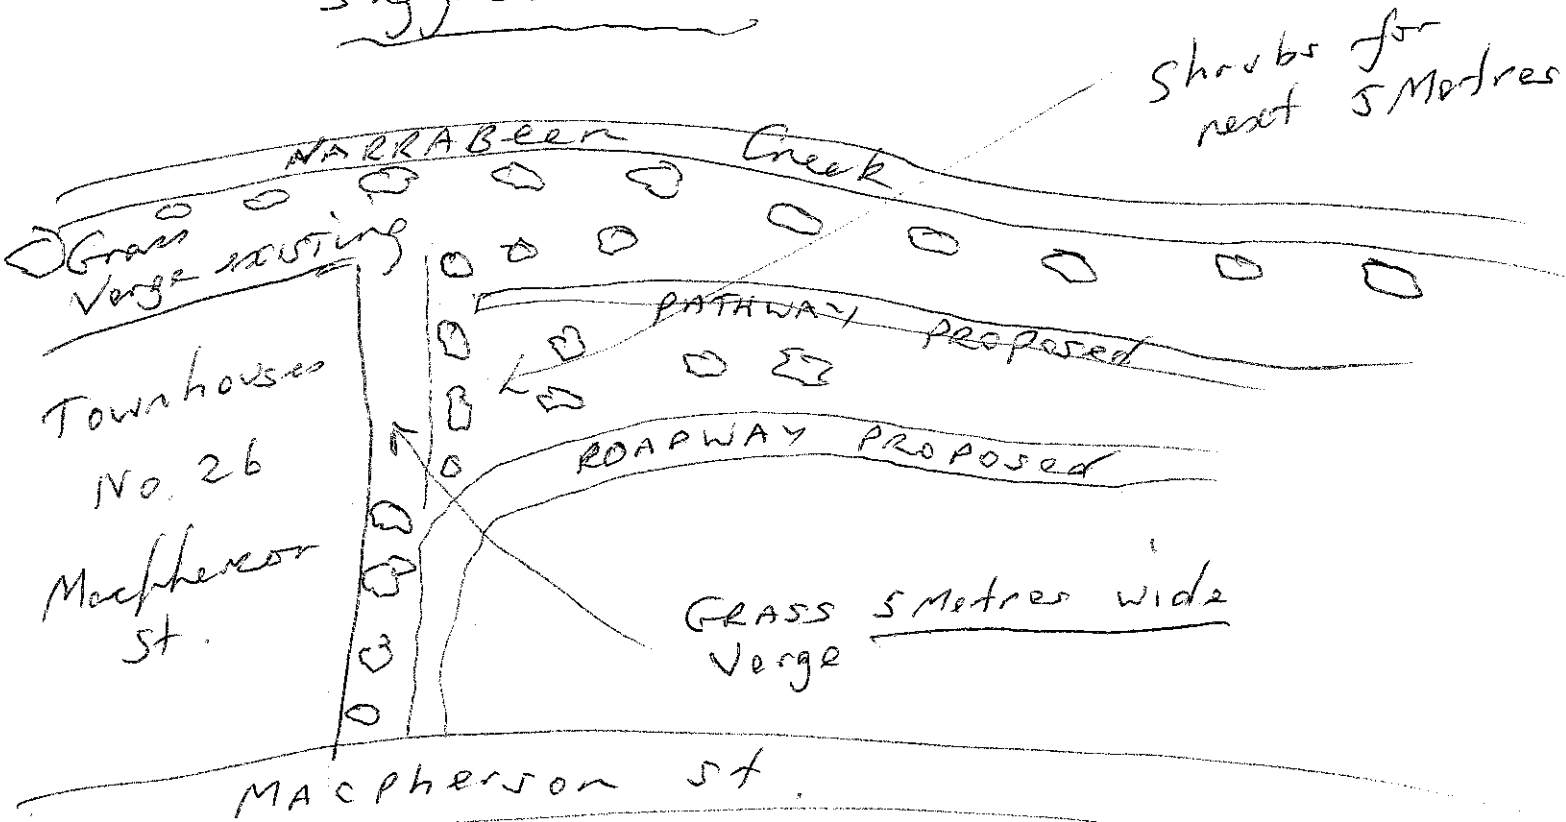 Shrubs for
next 5 Metres
NARRABeen Creek
Grass
Verge existing
PATHWAY PROPOSed
Townhouses
No. 26
Macpherson
st.
ROADWAY PROPOSed
GRASS 5 Metres wide
Verge
MACPherson st.